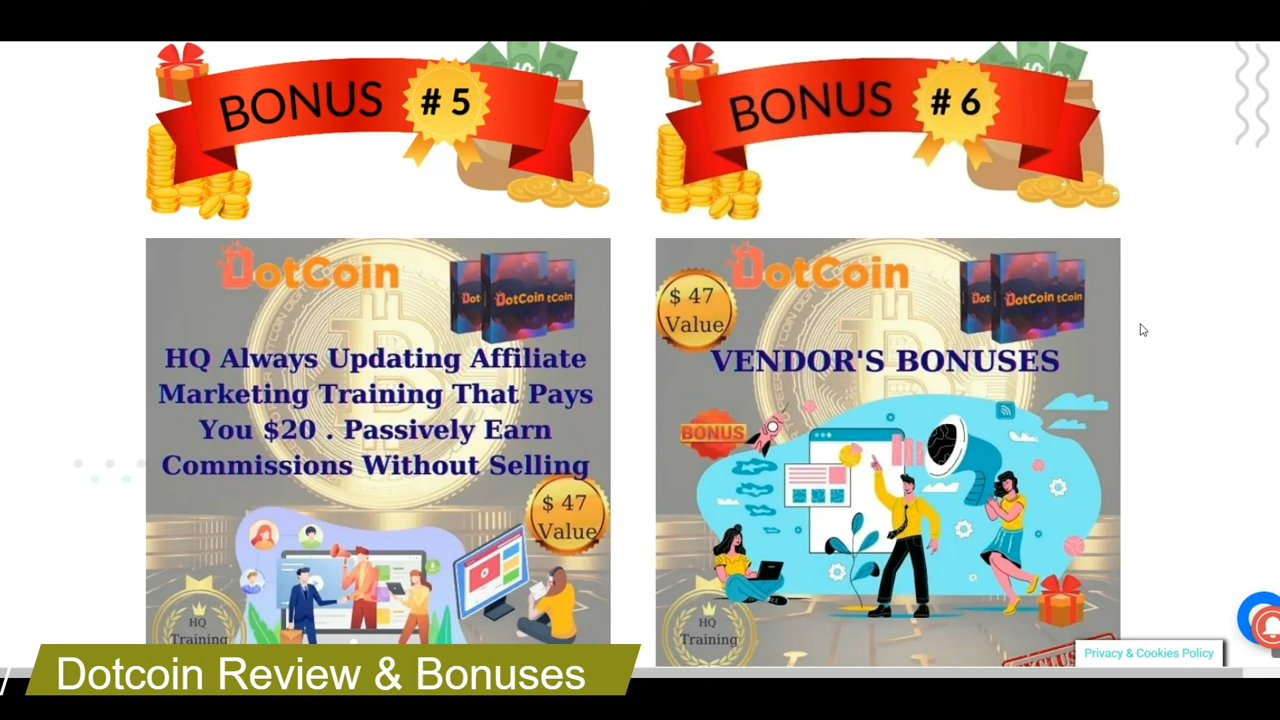 BONUS # 5
BONUS # 6
DotCoin
DotCoin
HQ Always Updating Affiliate
Marketing Training That Pays
You $20 . Passively Earn
Commissions Without Selling
$ 47
Value
HQ
Training
DotCoin
DotCoin
$ 47
Value
VENDOR'S BONUSES
BONUS
HQ
Training
Privacy & Cookies Policy
Dotcoin Review & Bonuses